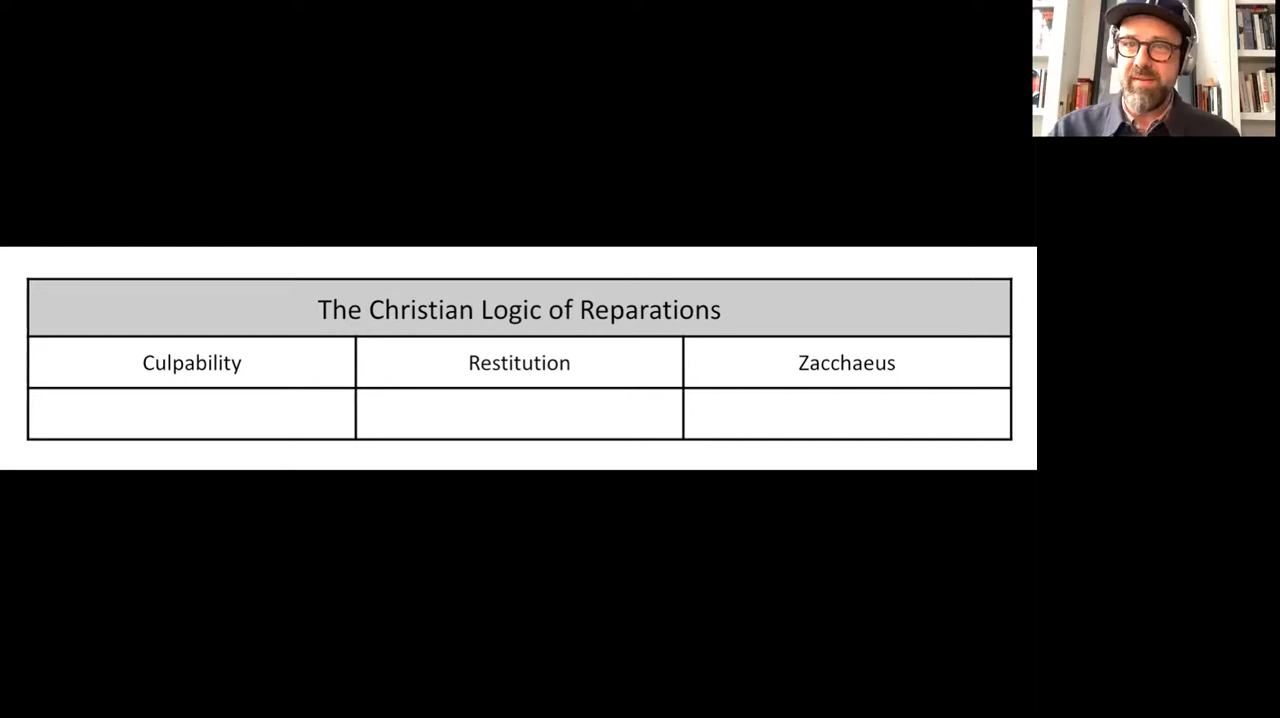 The Christian Logic of Reparations
Culpability
Restitution
Zacchaeus